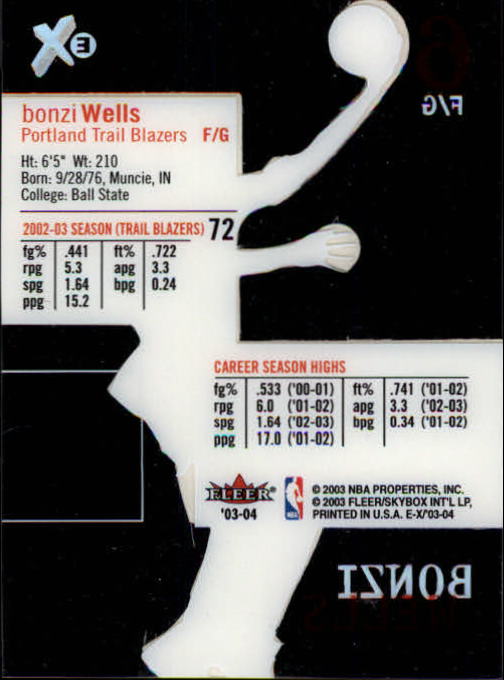 XE
6
F/G
bonzi Wells
Portland Trail Blazers F/G
Ht: 6'5" Wt: 210
Born: 9/28/76, Muncie, IN
College: Ball State
2002-03 SEASON (TRAIL BLAZERS) 72
fg% .441 ft% .722
rpg 5.3 apg 3.3
spg 1.64 bpg 0.24
ppg 15.2
CAREER SEASON HIGHS
fg% .533 ('00-01) ft% .741 ('01-02)
rpg 6.0 ('01-02) apg 3.3 ('02-03)
spg 1.64 ('02-03) bpg 0.34 ('01-02)
ppg 17.0 ('01-02)
FLEER
'03-04
NBA
© 2003 NBA PROPERTIES, INC.
© 2003 FLEER/SKYBOX INT'L LP,
PRINTED IN U.S.A. E-X/'03-04
BONZI
WELLS